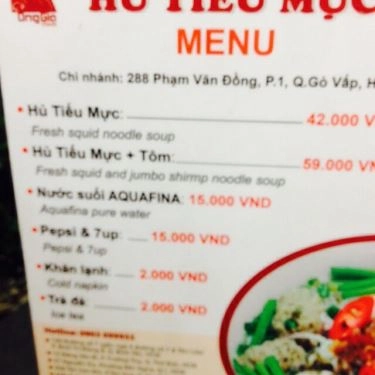 Ông Già
HỦ TIẾU MỰC
MENU
Chi nhánh: 288 Phạm Văn Đồng, P.1, Q.Gò Vấp, H
• Hủ Tiếu Mực: 42.000 V
Fresh squid noodle soup
• Hủ Tiếu Mực + Tôm: 59.000 VN
Fresh squid and jumbo shirmp noodle soup
• Nước suối AQUAFINA: 15.000 VND
Aquafina pure water
• Pepsi & 7up: 15.000 VND
Pepsi & 7up
• Khăn lạnh: 2.000 VND
Cold napkin
• Trà đá: 2.000 VND
Ice tea